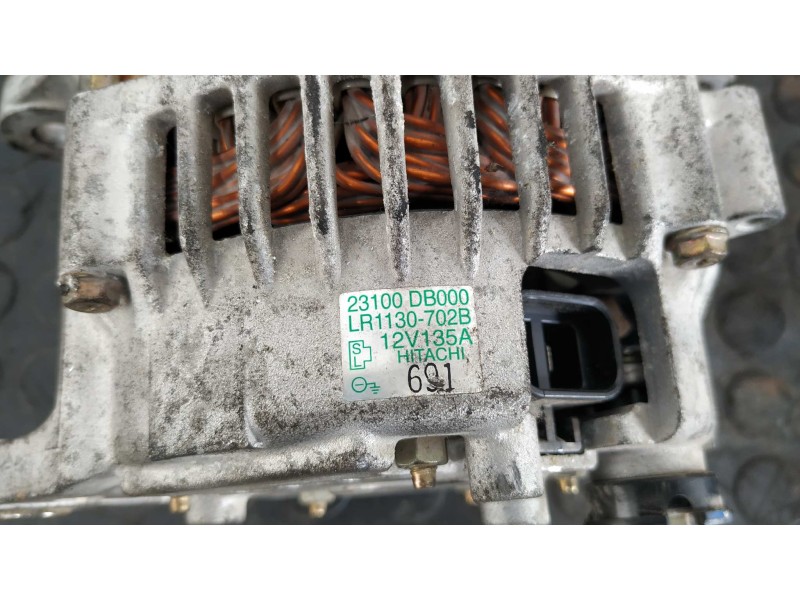 23100 DB000
LR1130-702B
S
L
12V135A
HITACHI
691